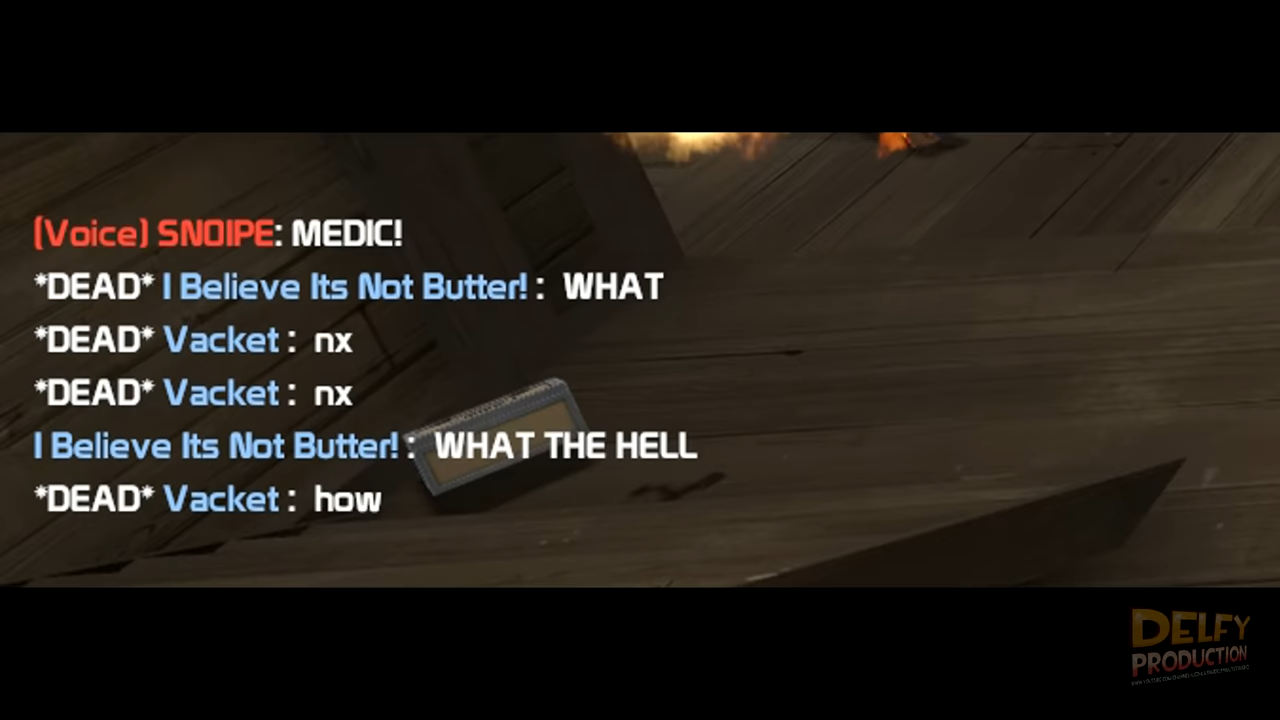 (Voice) SNOIPE: MEDIC!
*DEAD* I Believe Its Not Butter! :  WHAT
*DEAD* Vacket :  nx
*DEAD* Vacket :  nx
I Believe Its Not Butter! :  WHAT THE HELL
*DEAD* Vacket :  how
DELFY
PRODUCTION